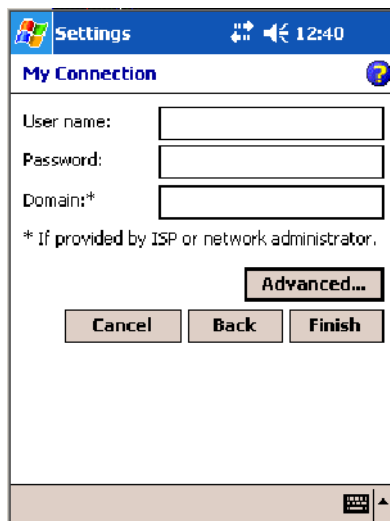 Settings 12:40
My Connection ?
User name:
Password:
Domain:*
* If provided by ISP or network administrator.
Advanced...
Cancel Back Finish